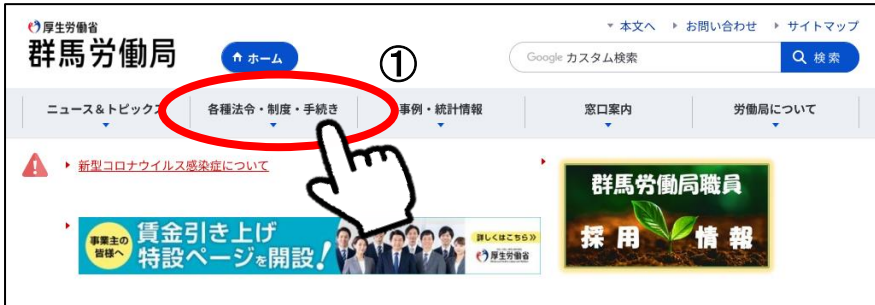 厚生労働省
群馬労働局
ホーム
①
本文へ お問い合わせ サイトマップ
Google カスタム検索 検索
ニュース&トピックス 各種法令・制度・手続き 事例・統計情報 窓口案内 労働局について
新型コロナウイルス感染症について
事業主の
皆様へ
賃金引き上げ
特設ページを開設!
詳しくはこちら》
厚生労働省
群馬労働局職員
採用 情報